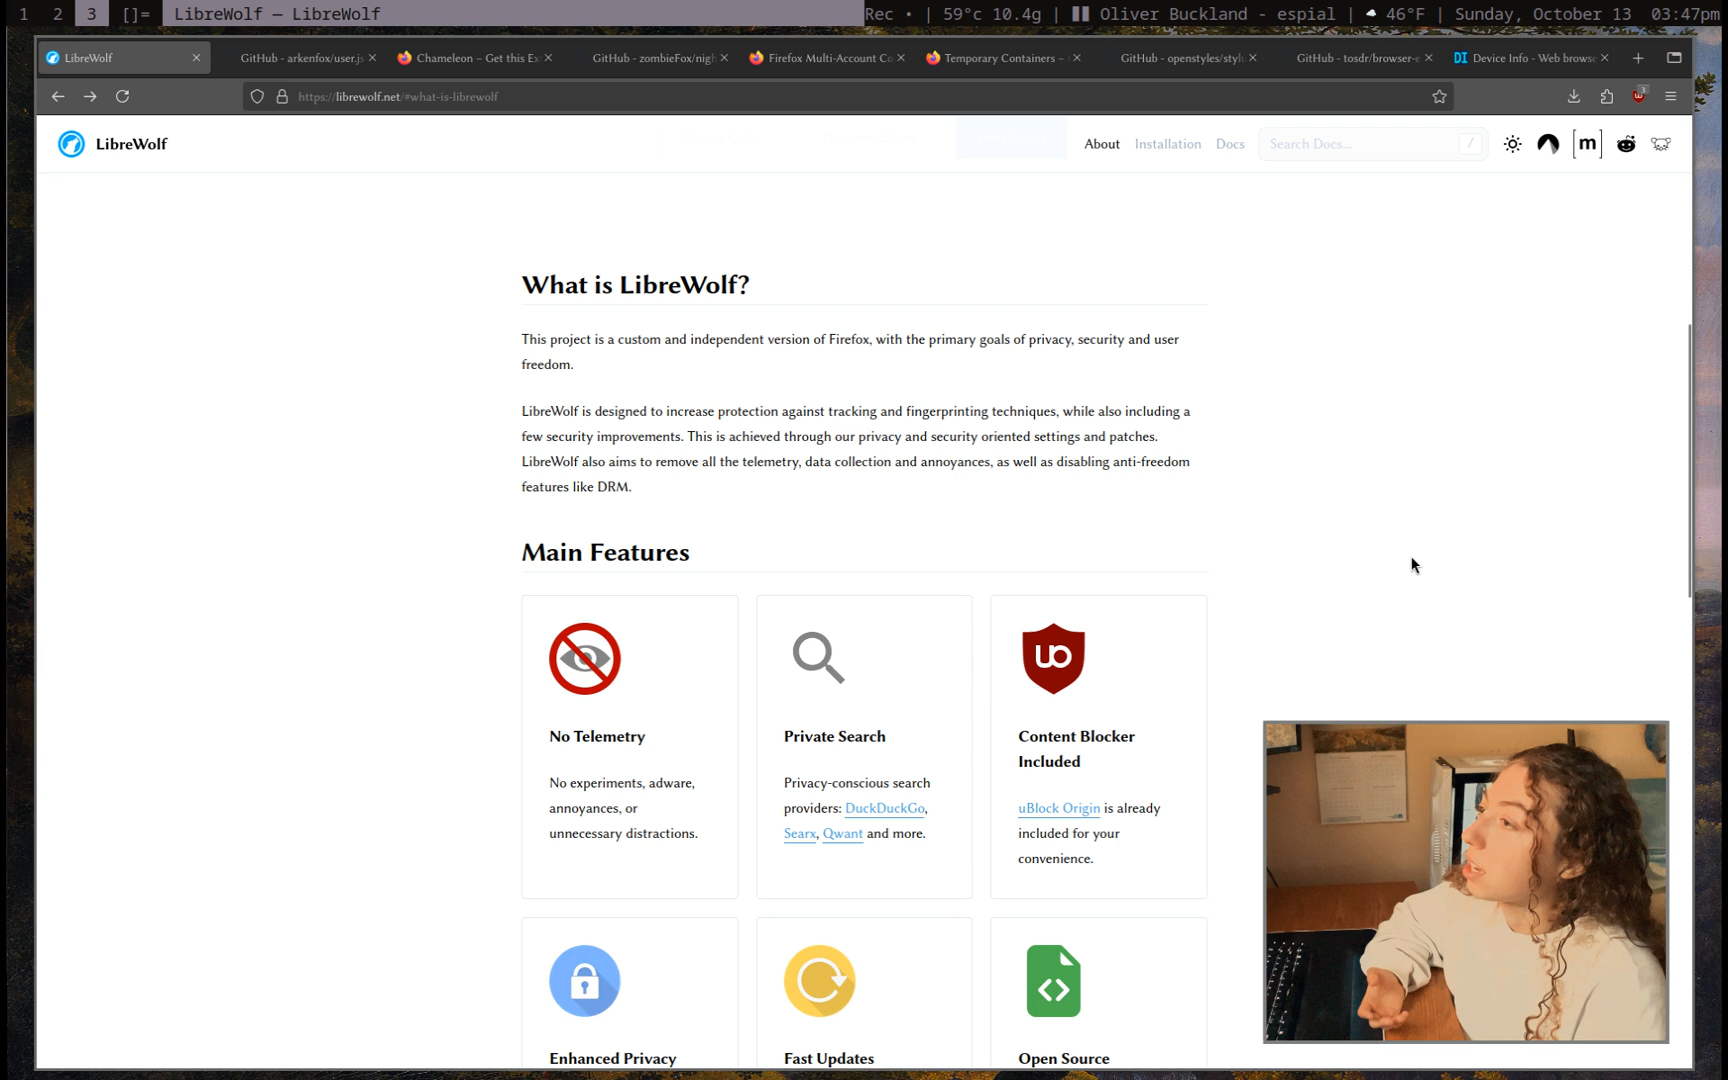 1 2 3 []= LibreWolf — LibreWolf Rec • | 59°c 10.4g | Oliver Buckland - espial | 46°F | Sunday, October 13 03:47pm
LibreWolf
GitHub - arkenfox/user.js
Chameleon – Get this Ex
GitHub - zombieFox/nigh
Firefox Multi-Account Co
Temporary Containers –
GitHub - openstyles/stylu
GitHub - tosdr/browser-e
DI Device Info - Web browse
https://librewolf.net/#what-is-librewolf
3
LibreWolf
About Installation Docs Search Docs... /
[m]
What is LibreWolf?
This project is a custom and independent version of Firefox, with the primary goals of privacy, security and user
freedom.
LibreWolf is designed to increase protection against tracking and fingerprinting techniques, while also including a
few security improvements. This is achieved through our privacy and security oriented settings and patches.
LibreWolf also aims to remove all the telemetry, data collection and annoyances, as well as disabling anti-freedom
features like DRM.
Main Features
No Telemetry
No experiments, adware,
annoyances, or
unnecessary distractions.
Private Search
Privacy-conscious search
providers: DuckDuckGo,
Searx, Qwant and more.
uo
Content Blocker
Included
uBlock Origin is already
included for your
convenience.
Enhanced Privacy
Fast Updates
Open Source